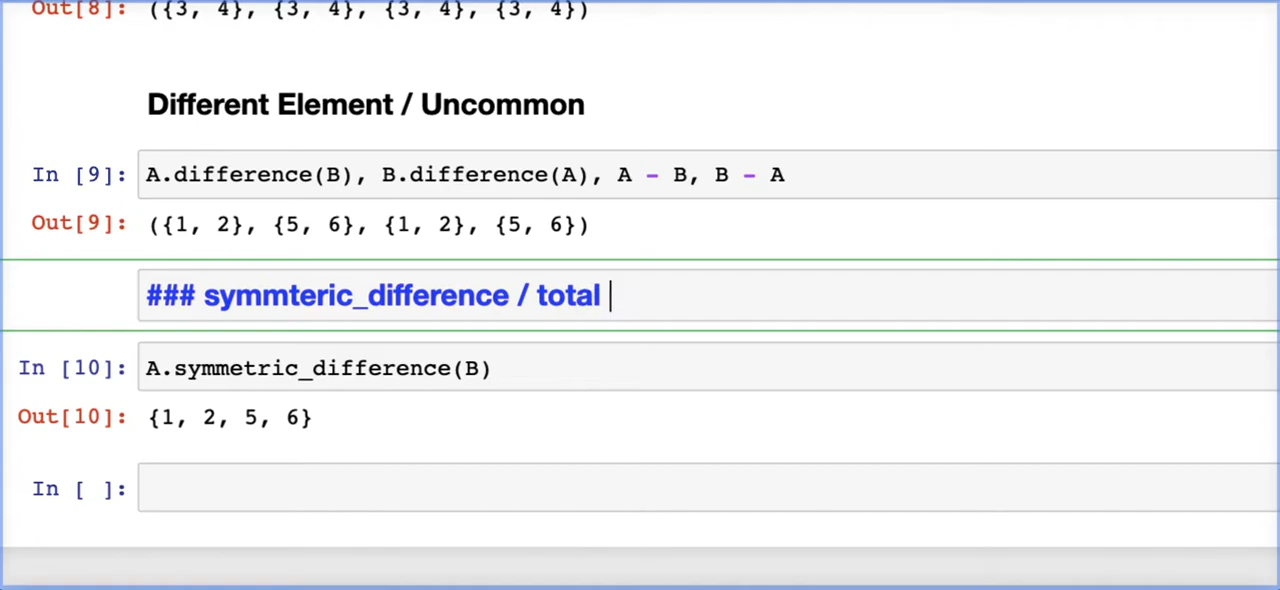 Out[8]: ({3, 4}, {3, 4}, {3, 4}, {3, 4})
Different Element / Uncommon
In [9]: A.difference(B), B.difference(A), A - B, B - A
Out[9]: ({1, 2}, {5, 6}, {1, 2}, {5, 6})
### symmteric_difference / total
In [10]: A.symmetric_difference(B)
Out[10]: {1, 2, 5, 6}
In [ ]: